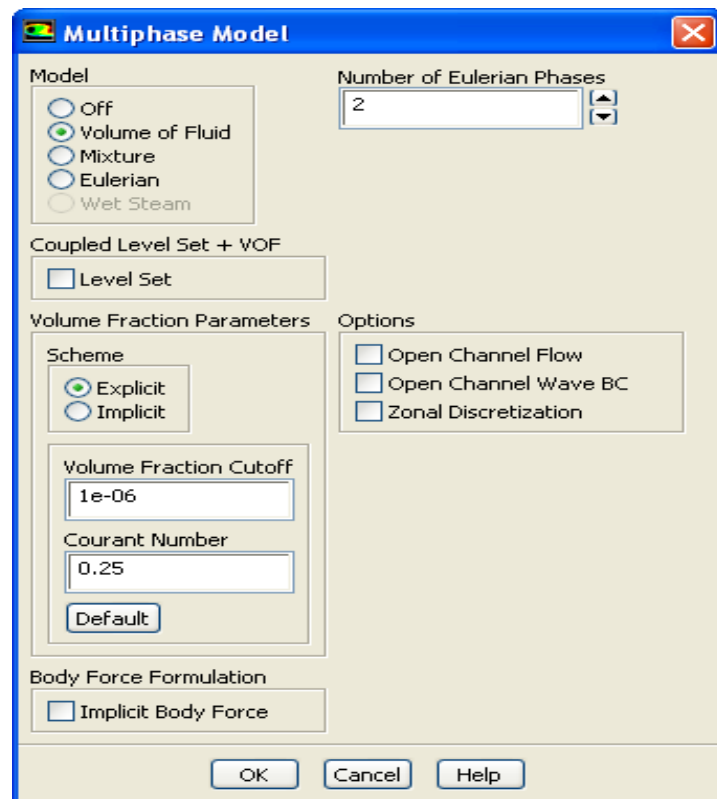 Multiphase Model
Model
Off
Volume of Fluid
Mixture
Eulerian
Wet Steam
Number of Eulerian Phases
2
Coupled Level Set + VOF
Level Set
Volume Fraction Parameters
Scheme
Explicit
Implicit
Volume Fraction Cutoff
1e-06
Courant Number
0.25
Default
Options
Open Channel Flow
Open Channel Wave BC
Zonal Discretization
Body Force Formulation
Implicit Body Force
OK Cancel Help